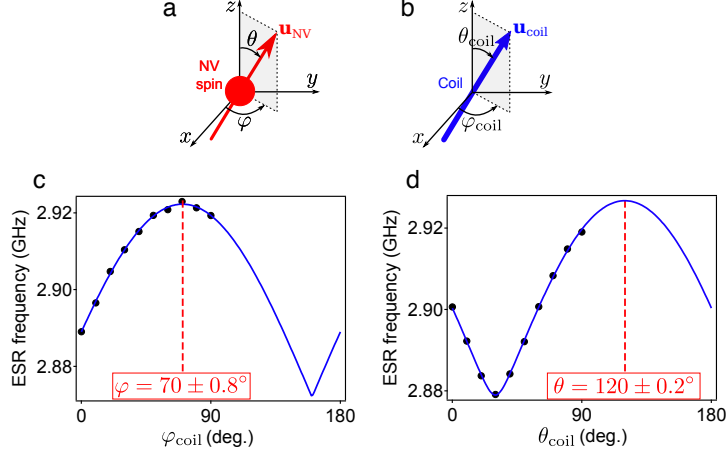 a
z
u_NV
θ
NV
spin
y
φ
x
b
z
u_coil
θ_coil
Coil
y
φ_coil
x
c
ESR frequency (GHz)
2.92
2.90
2.88
φ = 70 ± 0.8°
0
90
180
φ_coil (deg.)
d
ESR frequency (GHz)
2.92
2.90
2.88
θ = 120 ± 0.2°
0
90
180
θ_coil (deg.)